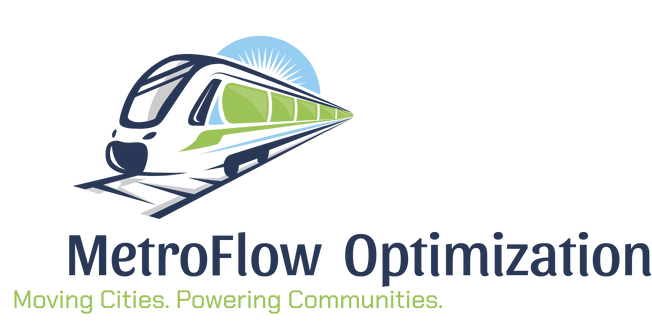 MetroFlow Optimization
Moving Cities. Powering Communities.